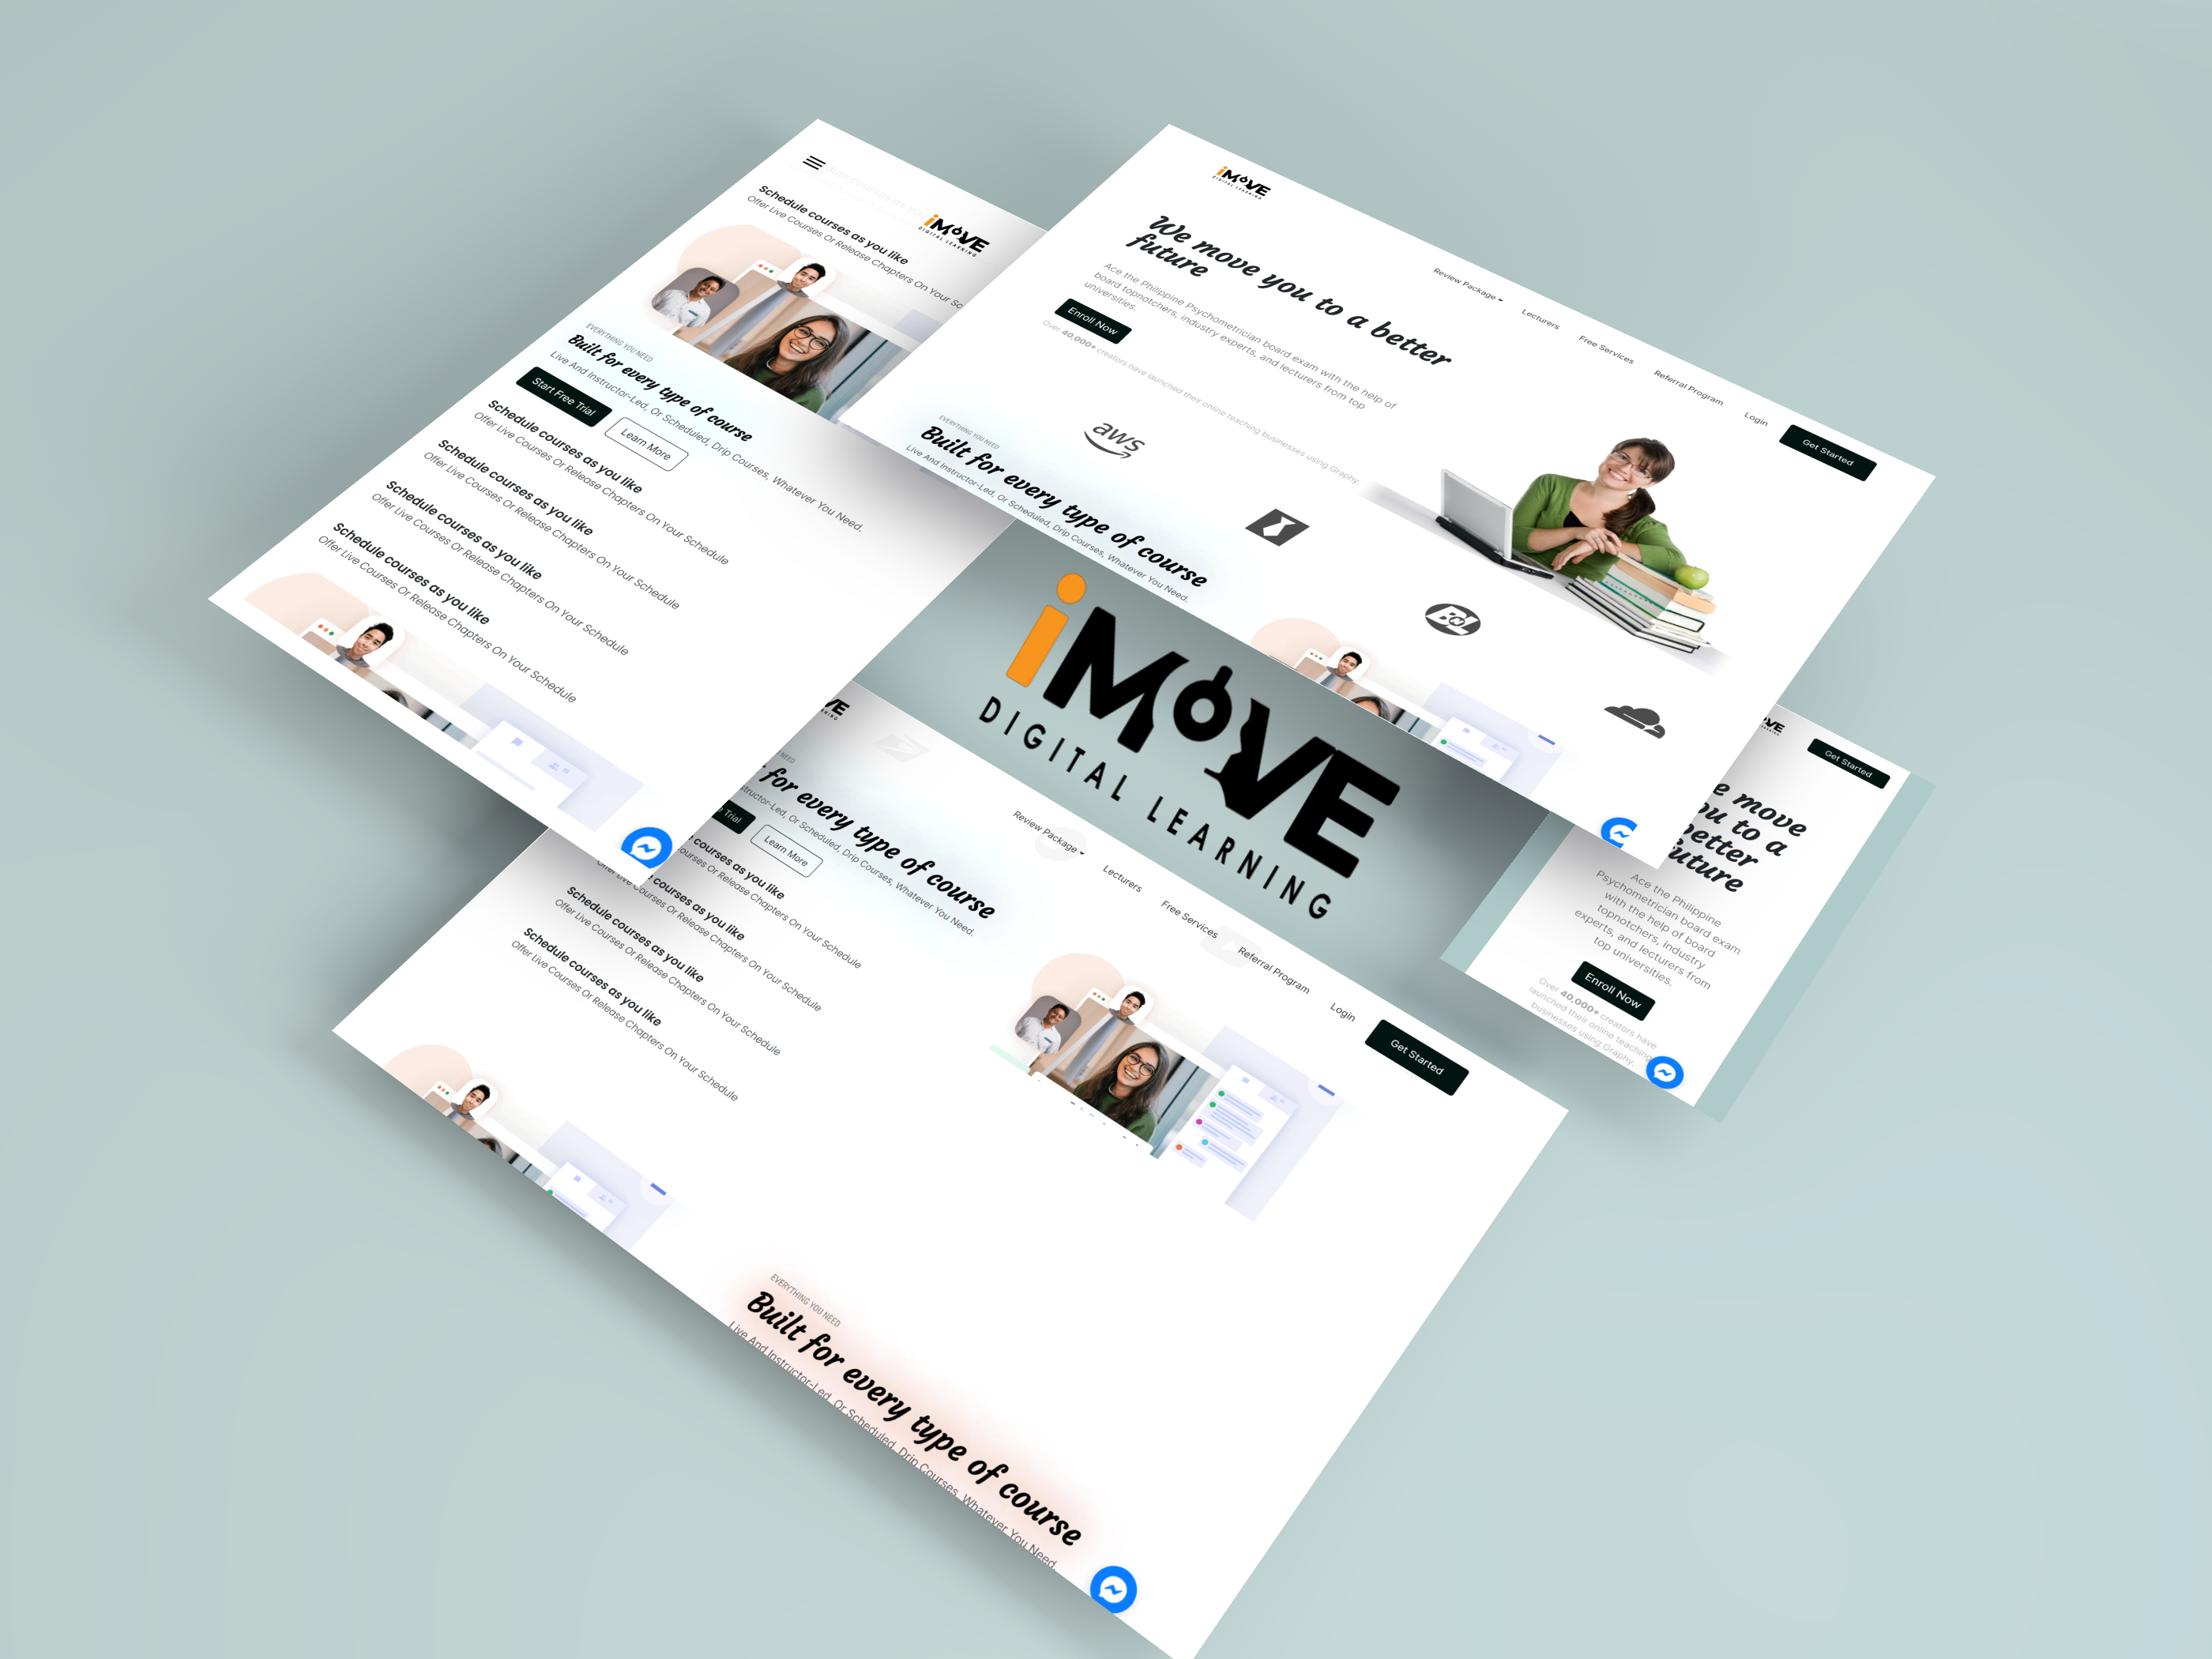 Schedule courses as you like
Offer Live Courses Or Release Chapters On Your Sc
iMOVE
DIGITAL LEARNING
EVERYTHING YOU NEED
Built for every type of course
Live And Instructor-Led, Or Scheduled, Drip Courses, Whatever You Need.
Start Free Trial
Learn More
Schedule courses as you like
Offer Live Courses Or Release Chapters On Your Schedule
Schedule courses as you like
Offer Live Courses Or Release Chapters On Your Schedule
Schedule courses as you like
Offer Live Courses Or Release Chapters On Your Schedule
Schedule courses as you like
Offer Live Courses Or Release Chapters On Your Schedule
iMOVE
DIGITAL LEARNING
Review Package
Lecturers
Free Services
Referral Program
Login
Get Started
We move you to a better
future
Ace the Philippine Psychometrician board exam with the help of
board topnotchers, industry experts, and lecturers from top
universities.
Enroll Now
Over 40,000+ creators have launched their online teaching businesses using Graphy.
aws
EVERYTHING YOU NEED
Built for every type of course
Live And Instructor-Led, Or Scheduled, Drip Courses, Whatever You Need.
iMOVE
DIGITAL LEARNING
VE
Get Started
e move
ou to a
better
future
Ace the Philippine
Psychometrician board exam
with the help of board
topnotchers, industry
experts, and lecturers from
top universities.
Enroll Now
Over 40,000+ creators have
launched their online teaching
businesses using Graphy.
VE
NEED
for every type of course
tructor-Led, Or Scheduled, Drip Courses, Whatever You Need.
Trial
Learn More
Review Package
Lecturers
Free Services
Referral Program
Login
Get Started
courses as you like
ourses Or Release Chapters On Your Schedule
courses as you like
Offer Live Courses Or Release Chapters On Your Schedule
Schedule courses as you like
Offer Live Courses Or Release Chapters On Your Schedule
Schedule courses as you like
Offer Live Courses Or Release Chapters On Your Schedule
EVERYTHING YOU NEED
Built for every type of course
Live And Instructor-Led, Or Scheduled, Drip Courses, Whatever You Need.